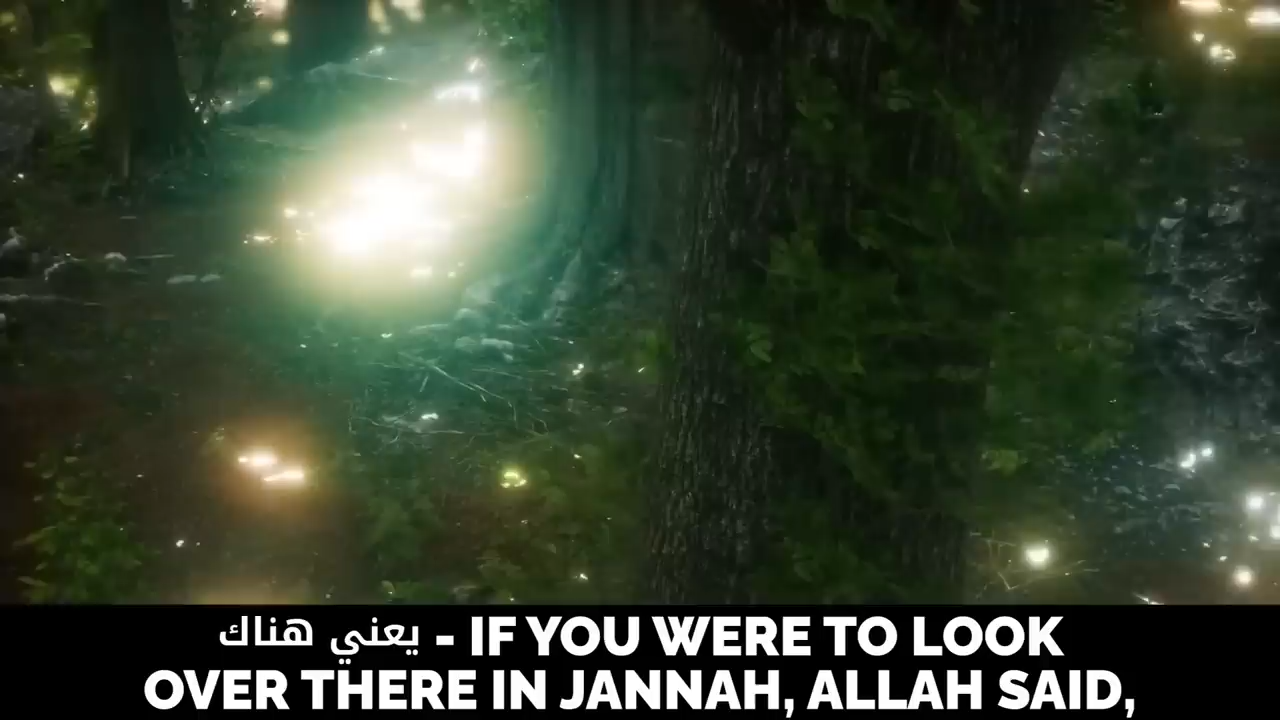 يعني هناك - IF YOU WERE TO LOOK
OVER THERE IN JANNAH, ALLAH SAID,